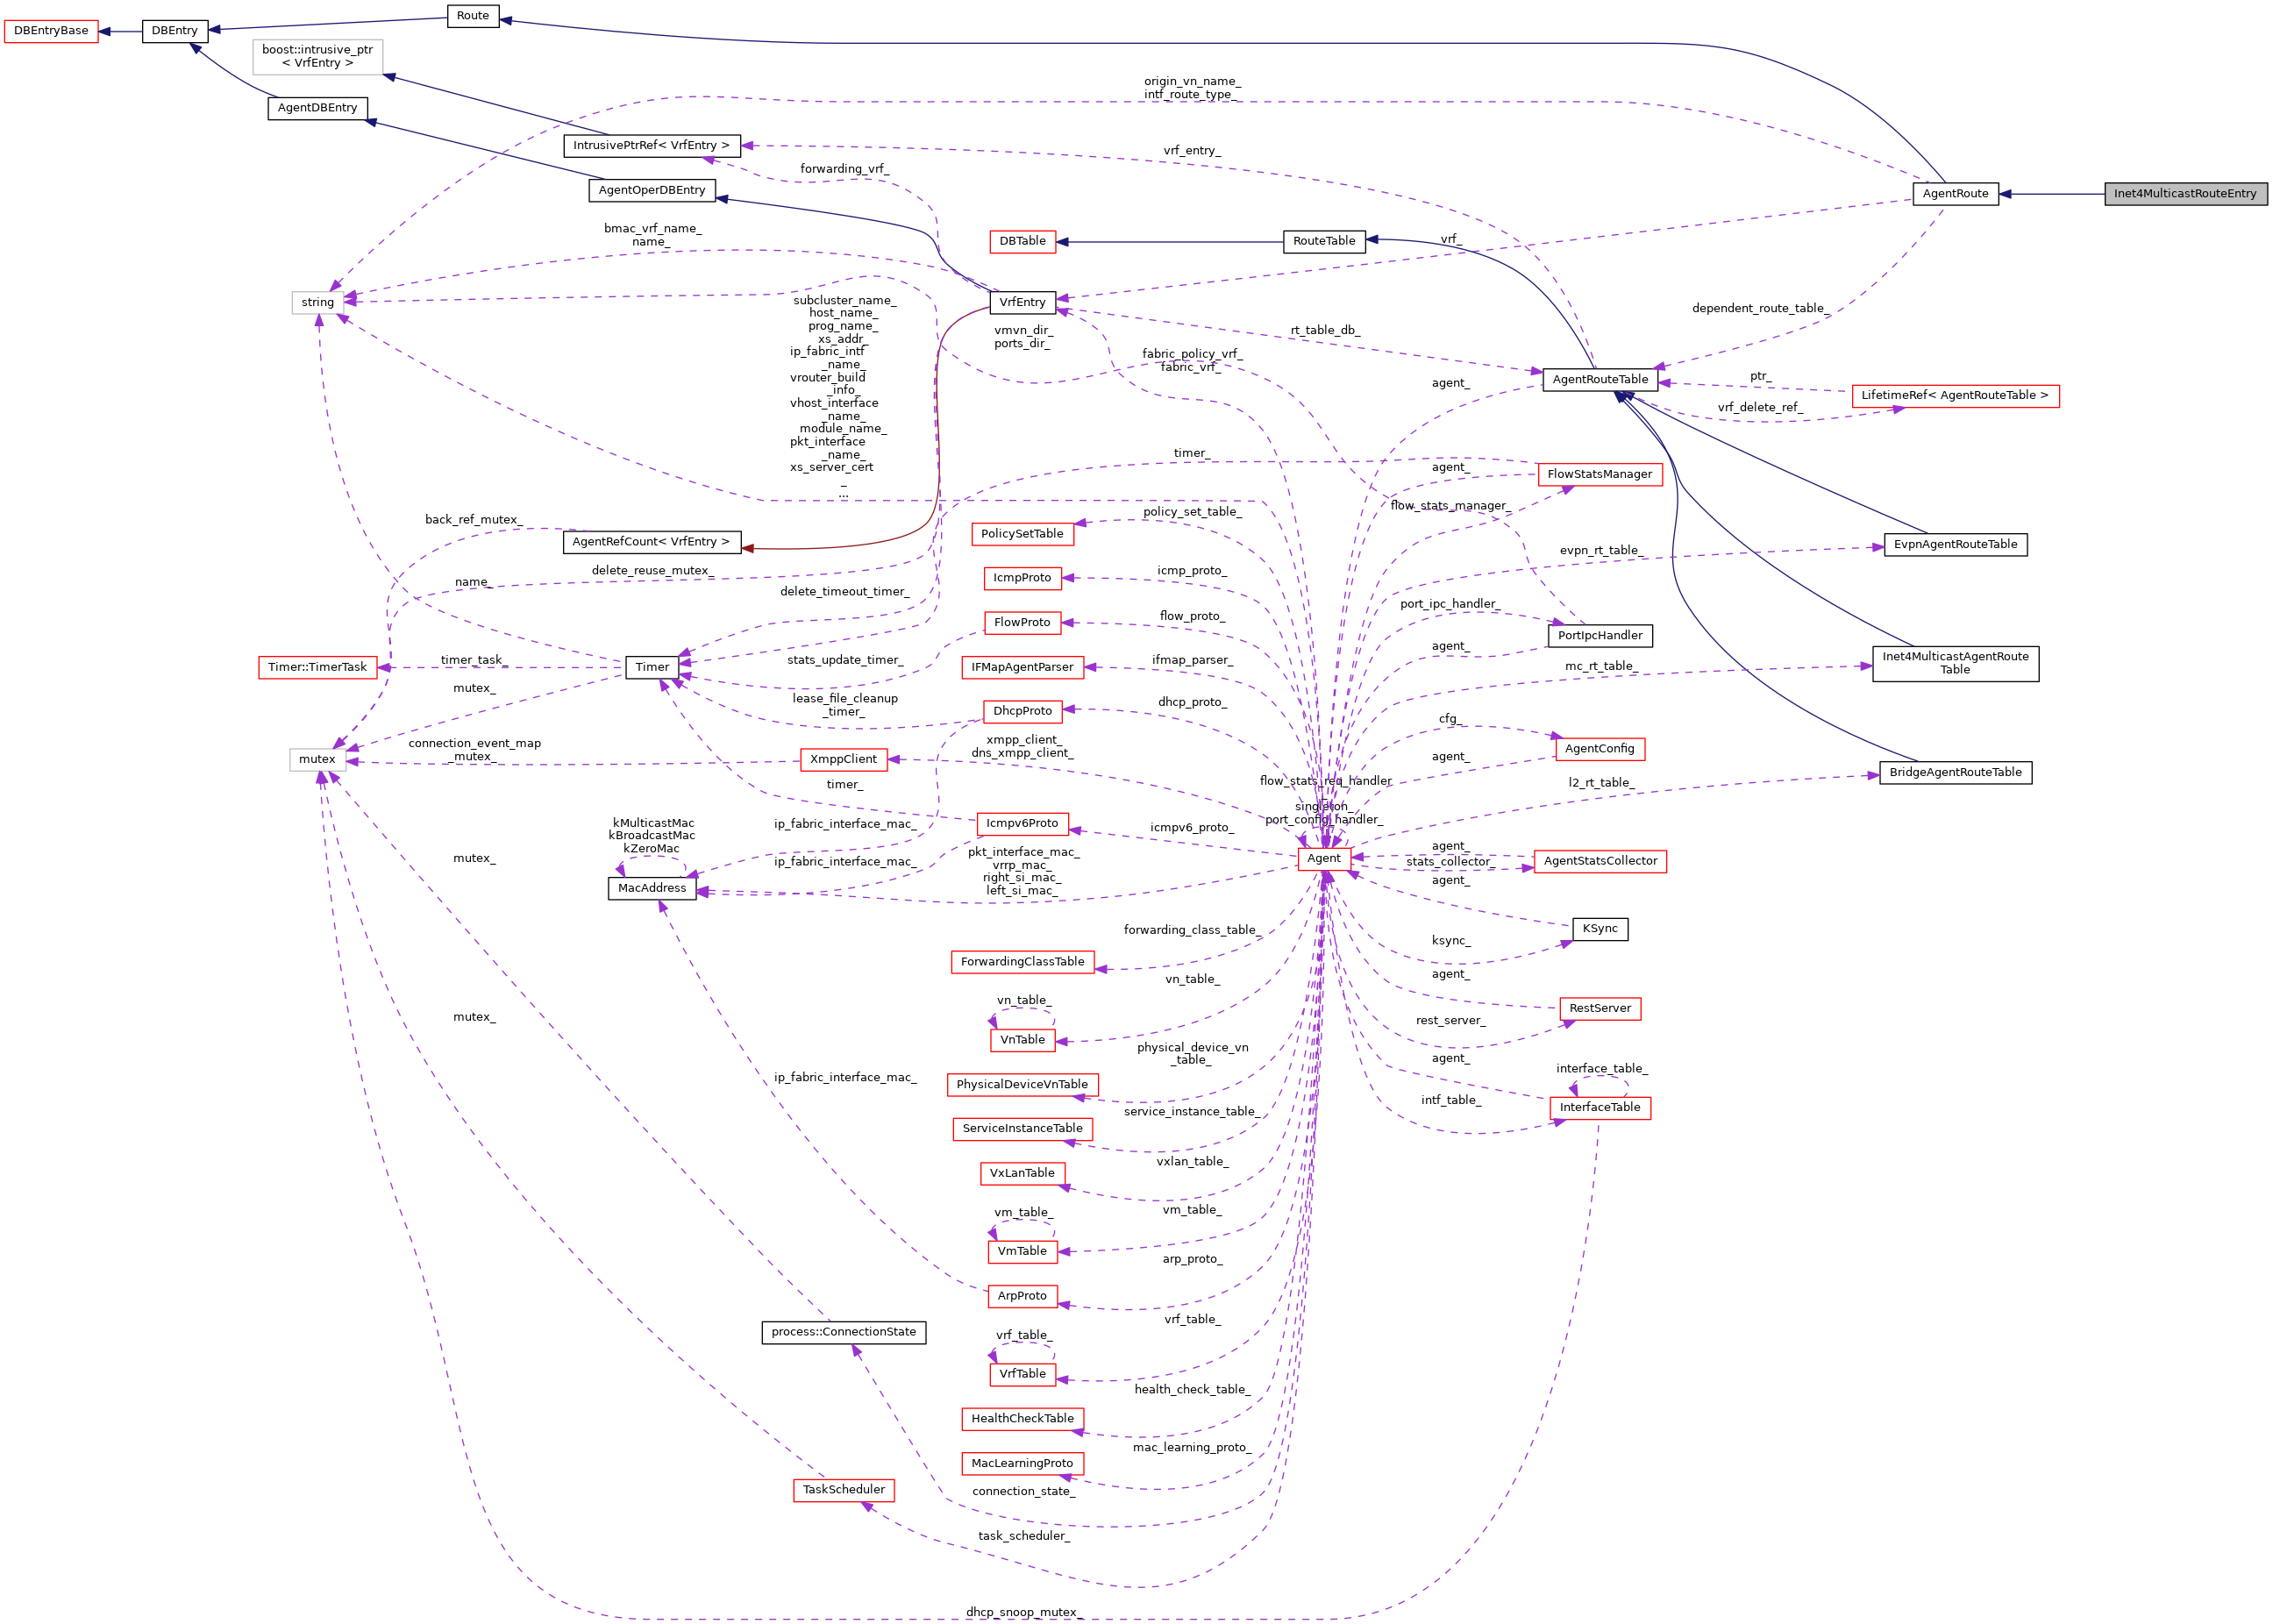 Route
DBEntryBase
DBEntry
boost::intrusive_ptr
< VrfEntry >
origin_vn_name_
intf_route_type_
AgentDBEntry
IntrusivePtrRef< VrfEntry >
vrf_entry_
forwarding_vrf_
AgentOperDBEntry
AgentRoute
Inet4MulticastRouteEntry
bmac_vrf_name_
name_
DBTable
RouteTable
vrf_
string
VrfEntry
subcluster_name_
host_name_
prog_name_
xs_addr_
ip_fabric_intf
_name_
vrouter_build
_info_
vhost_interface
_name_
module_name_
pkt_interface
_name_
xs_server_cert
_
...
vmvn_dir_
ports_dir_
rt_table_db_
dependent_route_table_
fabric_policy_vrf_
fabric_vrf_
agent_
AgentRouteTable
ptr_
LifetimeRef< AgentRouteTable >
vrf_delete_ref_
timer_
agent_
FlowStatsManager
back_ref_mutex_
AgentRefCount< VrfEntry >
policy_set_table_
PolicySetTable
flow_stats_manager_
evpn_rt_table_
EvpnAgentRouteTable
name_
delete_reuse_mutex_
delete_timeout_timer_
icmp_proto_
IcmpProto
flow_proto_
FlowProto
port_ipc_handler_
PortIpcHandler
agent_
Timer::TimerTask
timer_task_
Timer
stats_update_timer_
IFMapAgentParser
ifmap_parser_
mc_rt_table_
Inet4MulticastAgentRoute
Table
mutex_
lease_file_cleanup
_timer_
DhcpProto
dhcp_proto_
cfg_
AgentConfig
agent_
mutex
connection_event_map
_mutex_
XmppClient
xmpp_client_
dns_xmpp_client_
l2_rt_table_
BridgeAgentRouteTable
timer_
flow_stats_req_handler
_
singleton_
port_config_handler_
kMulticastMac
kBroadcastMac
kZeroMac
ip_fabric_interface_mac_
Icmpv6Proto
icmpv6_proto_
mutex_
ip_fabric_interface_mac_
pkt_interface_mac_
vrrp_mac_
right_si_mac_
left_si_mac_
Agent
agent_
stats_collector_
AgentStatsCollector
MacAddress
agent_
KSync
ksync_
forwarding_class_table_
ForwardingClassTable
vn_table_
vn_table_
VnTable
agent_
RestServer
rest_server_
mutex_
physical_device_vn
_table_
PhysicalDeviceVnTable
ip_fabric_interface_mac_
agent_
interface_table_
InterfaceTable
intf_table_
service_instance_table_
ServiceInstanceTable
vxlan_table_
VxLanTable
vm_table_
vm_table_
VmTable
arp_proto_
ArpProto
process::ConnectionState
vrf_table_
vrf_table_
VrfTable
health_check_table_
HealthCheckTable
mac_learning_proto_
MacLearningProto
TaskScheduler
connection_state_
task_scheduler_
dhcp_snoop_mutex_